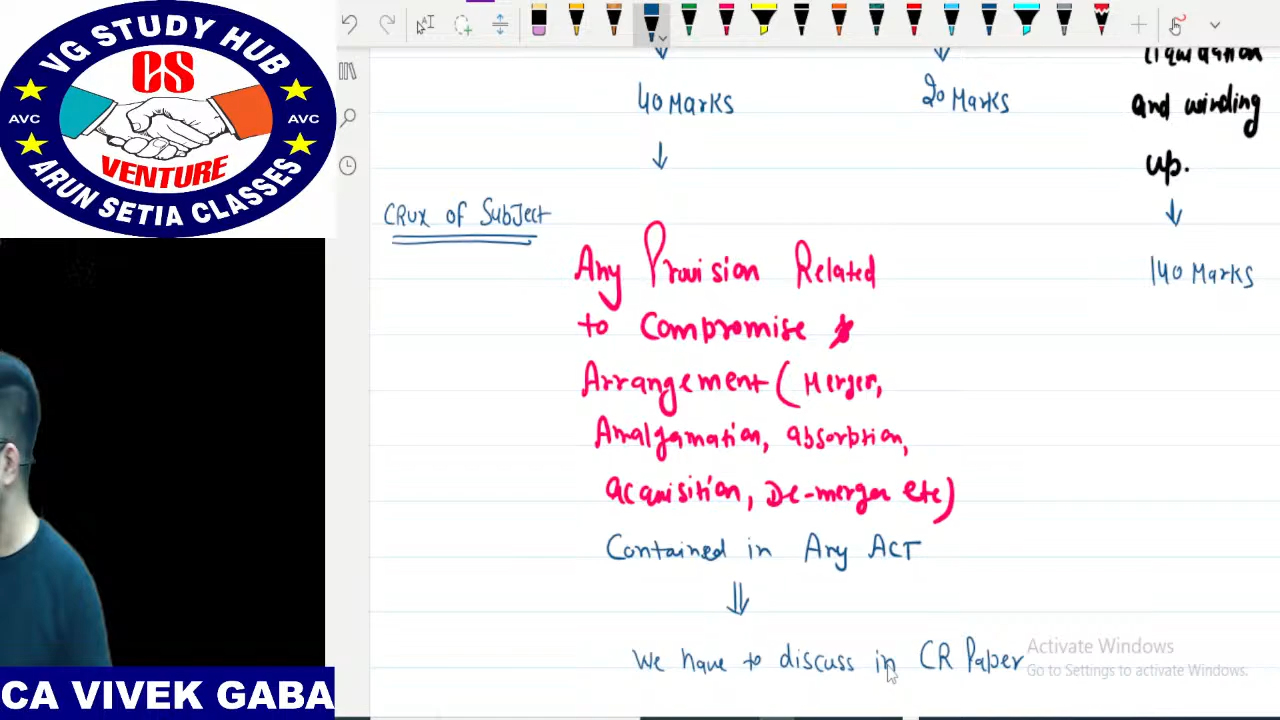 VG STUDY HUB
CS
AVC
AVC
VENTURE
ARUN SETIA CLASSES
CA VIVEK GABA
liquidation
40 Marks
20 Marks
and winding
up.
CRUX of SubJect
140 Marks
Any Provision Related
to Compromise &
Arrangement (Merger,
Amalgamation, absorption,
acquisition, De-merger etc)
Contained in Any ACT
We have to discuss in CR Paper
Activate Windows
Go to Settings to activate Windows.